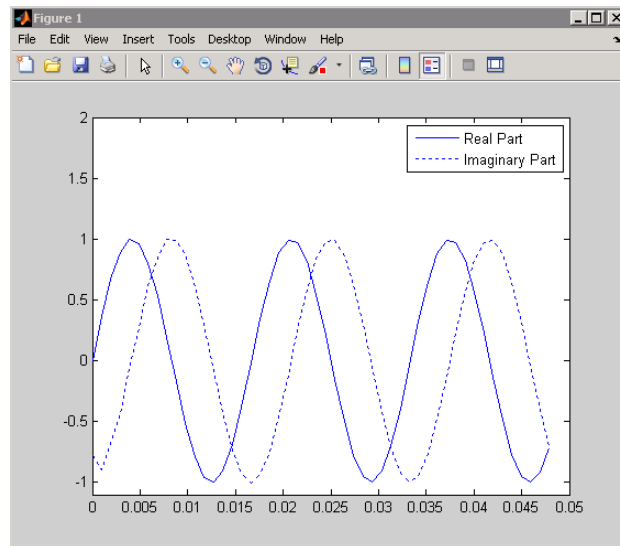 Figure 1
File Edit View Insert Tools Desktop Window Help
2
1.5
1
0.5
0
-0.5
-1
Real Part
Imaginary Part
0 0.005 0.01 0.015 0.02 0.025 0.03 0.035 0.04 0.045 0.05